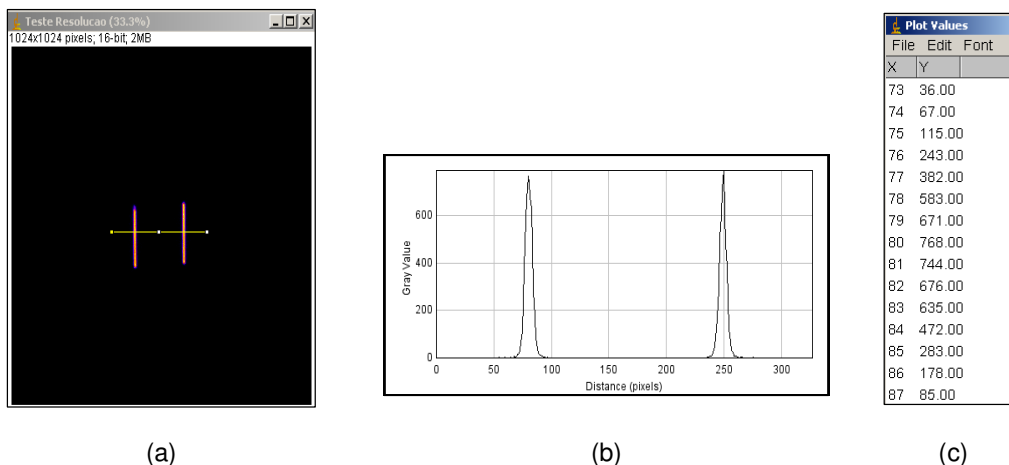 Teste Resolucao (33.3%)
1024x1024 pixels; 16-bit; 2MB
(a)
600
400
200
0
Gray Value
0 50 100 150 200 250 300
Distance (pixels)
(b)
Plot Values
File Edit Font
X Y
73 36.00
74 67.00
75 115.00
76 243.00
77 382.00
78 583.00
79 671.00
80 768.00
81 744.00
82 676.00
83 635.00
84 472.00
85 283.00
86 178.00
87 85.00
(c)